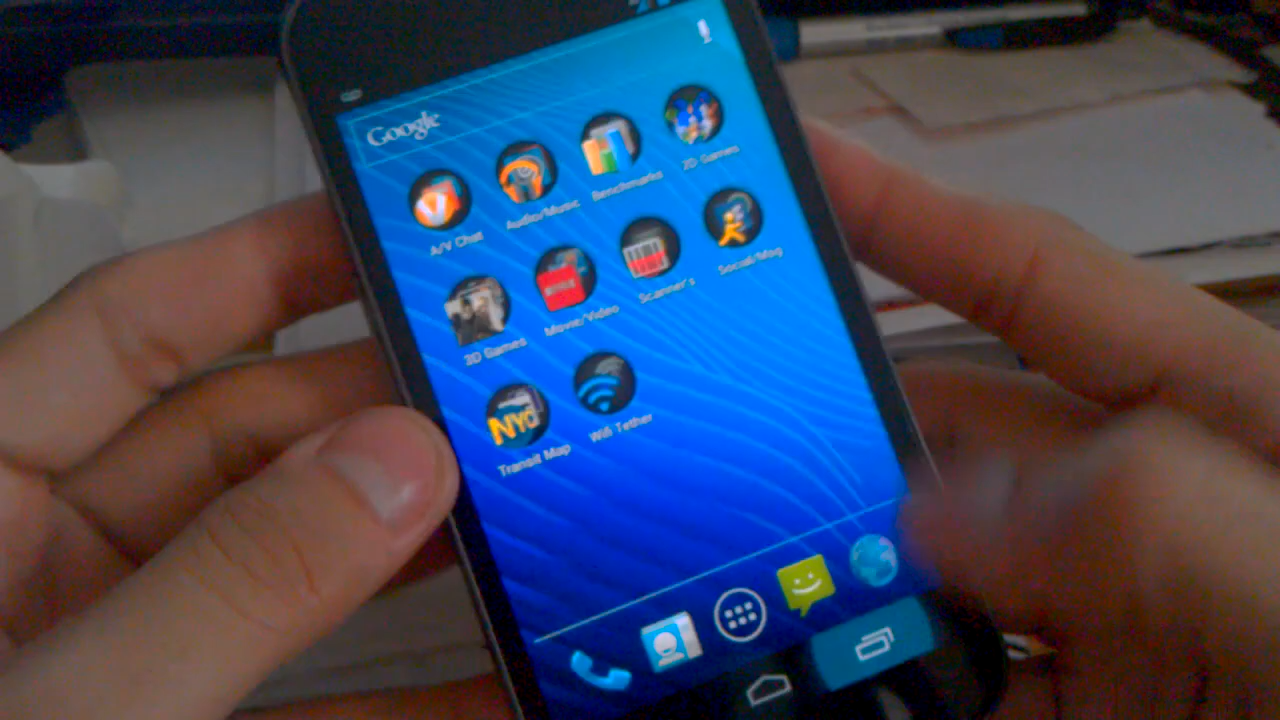 Google
A/V Chat
Audio/Music
Benchmarks
2D Games
3D Games
Movie/Video
Scanner's
Social/Msg
NYC
Transit Map
Wifi Tether